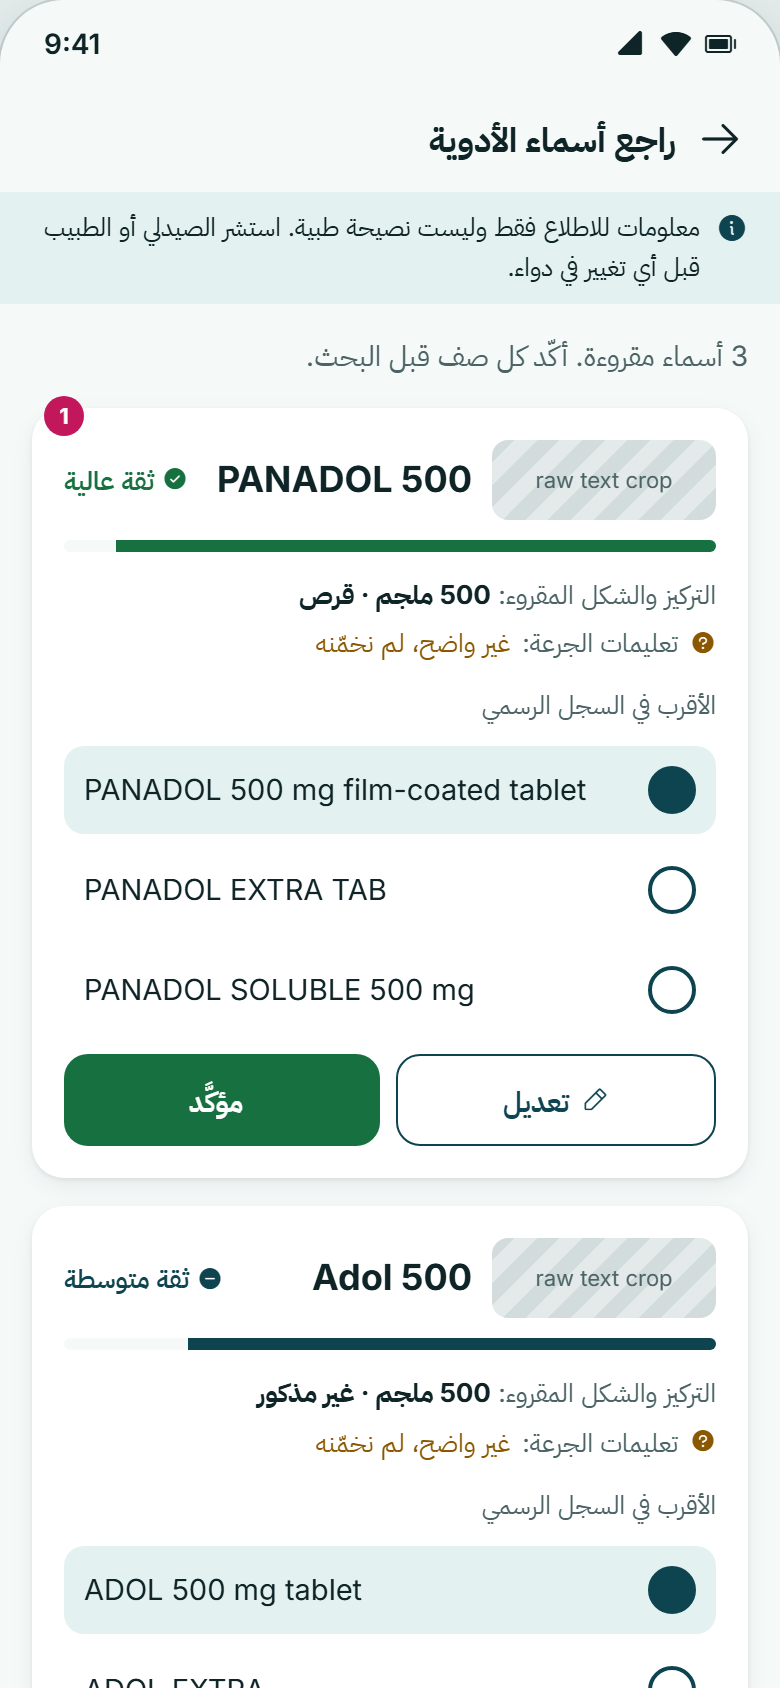 9:41
راجع أسماء الأدوية
معلومات للاطلاع فقط وليست نصيحة طبية. استشر الصيدلي أو الطبيب
قبل أي تغيير في دواء.
3 أسماء مقروءة. أكّد كل صف قبل البحث.
1
raw text crop
PANADOL 500
ثقة عالية
التركيز والشكل المقروء: 500 ملجم · قرص
تعليمات الجرعة: غير واضح، لم نخمّنه
الأقرب في السجل الرسمي
PANADOL 500 mg film-coated tablet
PANADOL EXTRA TAB
PANADOL SOLUBLE 500 mg
تعديل
مؤكَّد
raw text crop
Adol 500
ثقة متوسطة
التركيز والشكل المقروء: 500 ملجم · غير مذكور
تعليمات الجرعة: غير واضح، لم نخمّنه
الأقرب في السجل الرسمي
ADOL 500 mg tablet
ADOL EXTRA